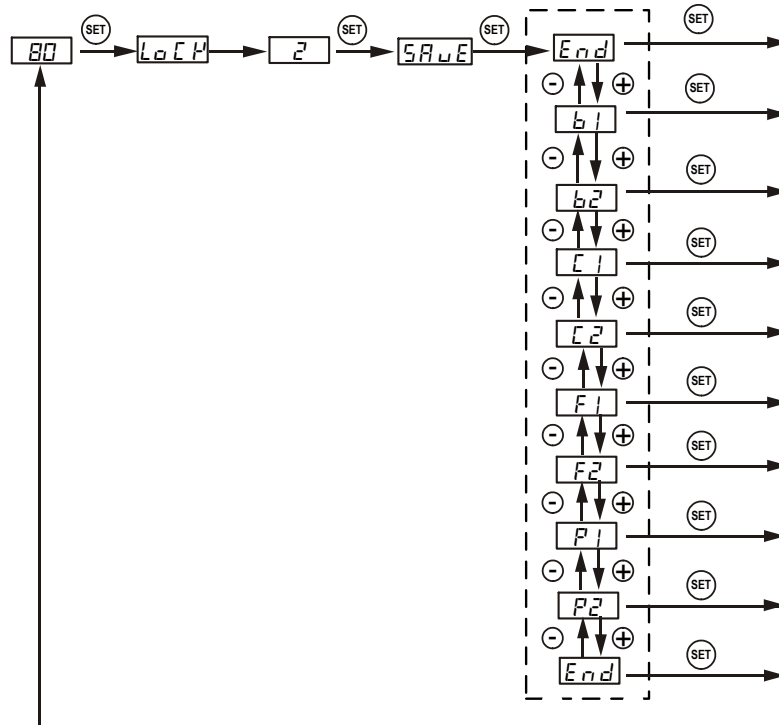 SET SET SET SET
80 LoCK 2 SAvE End
- +
SET
b1
- +
SET
b2
- +
SET
C1
- +
SET
C2
- +
SET
F1
- +
SET
F2
- +
SET
P1
- +
SET
P2
- +
SET
End